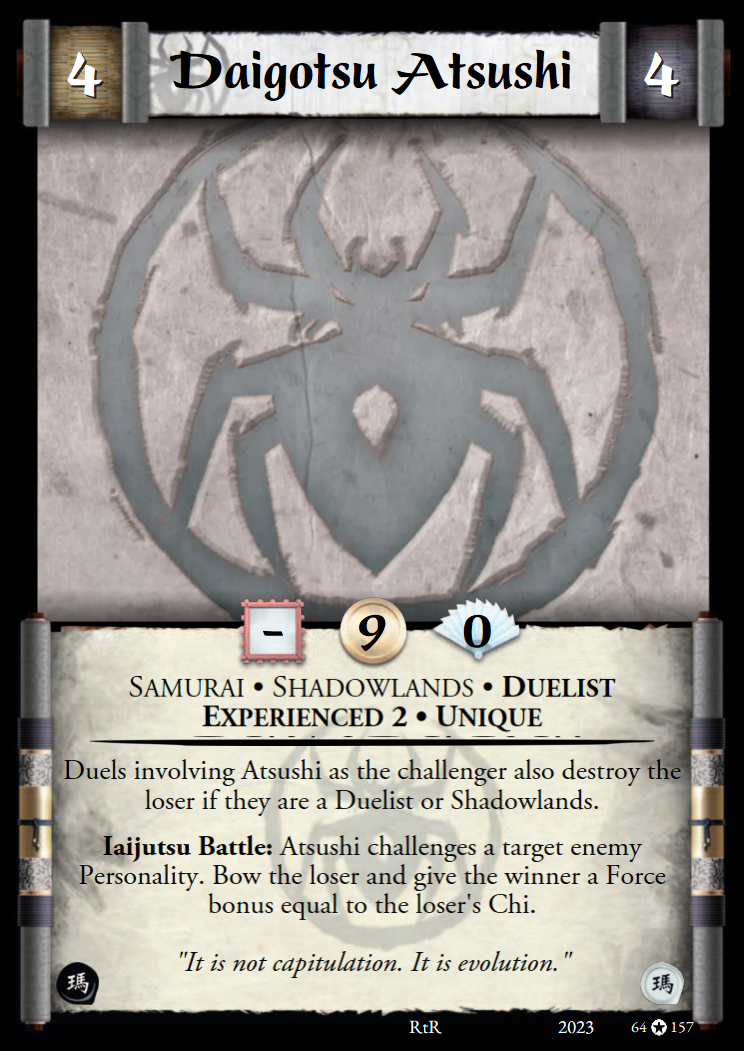 4 Daigotsu Atsushi 4
- 9 0
SAMURAI • SHADOWLANDS • DUELIST
EXPERIENCED 2 • UNIQUE
Duels involving Atsushi as the challenger also destroy the
loser if they are a Duelist or Shadowlands.
Iaijutsu Battle: Atsushi challenges a target enemy
Personality. Bow the loser and give the winner a Force
bonus equal to the loser's Chi.
"It is not capitulation. It is evolution."
瑪 瑪
RtR 2023 64 157